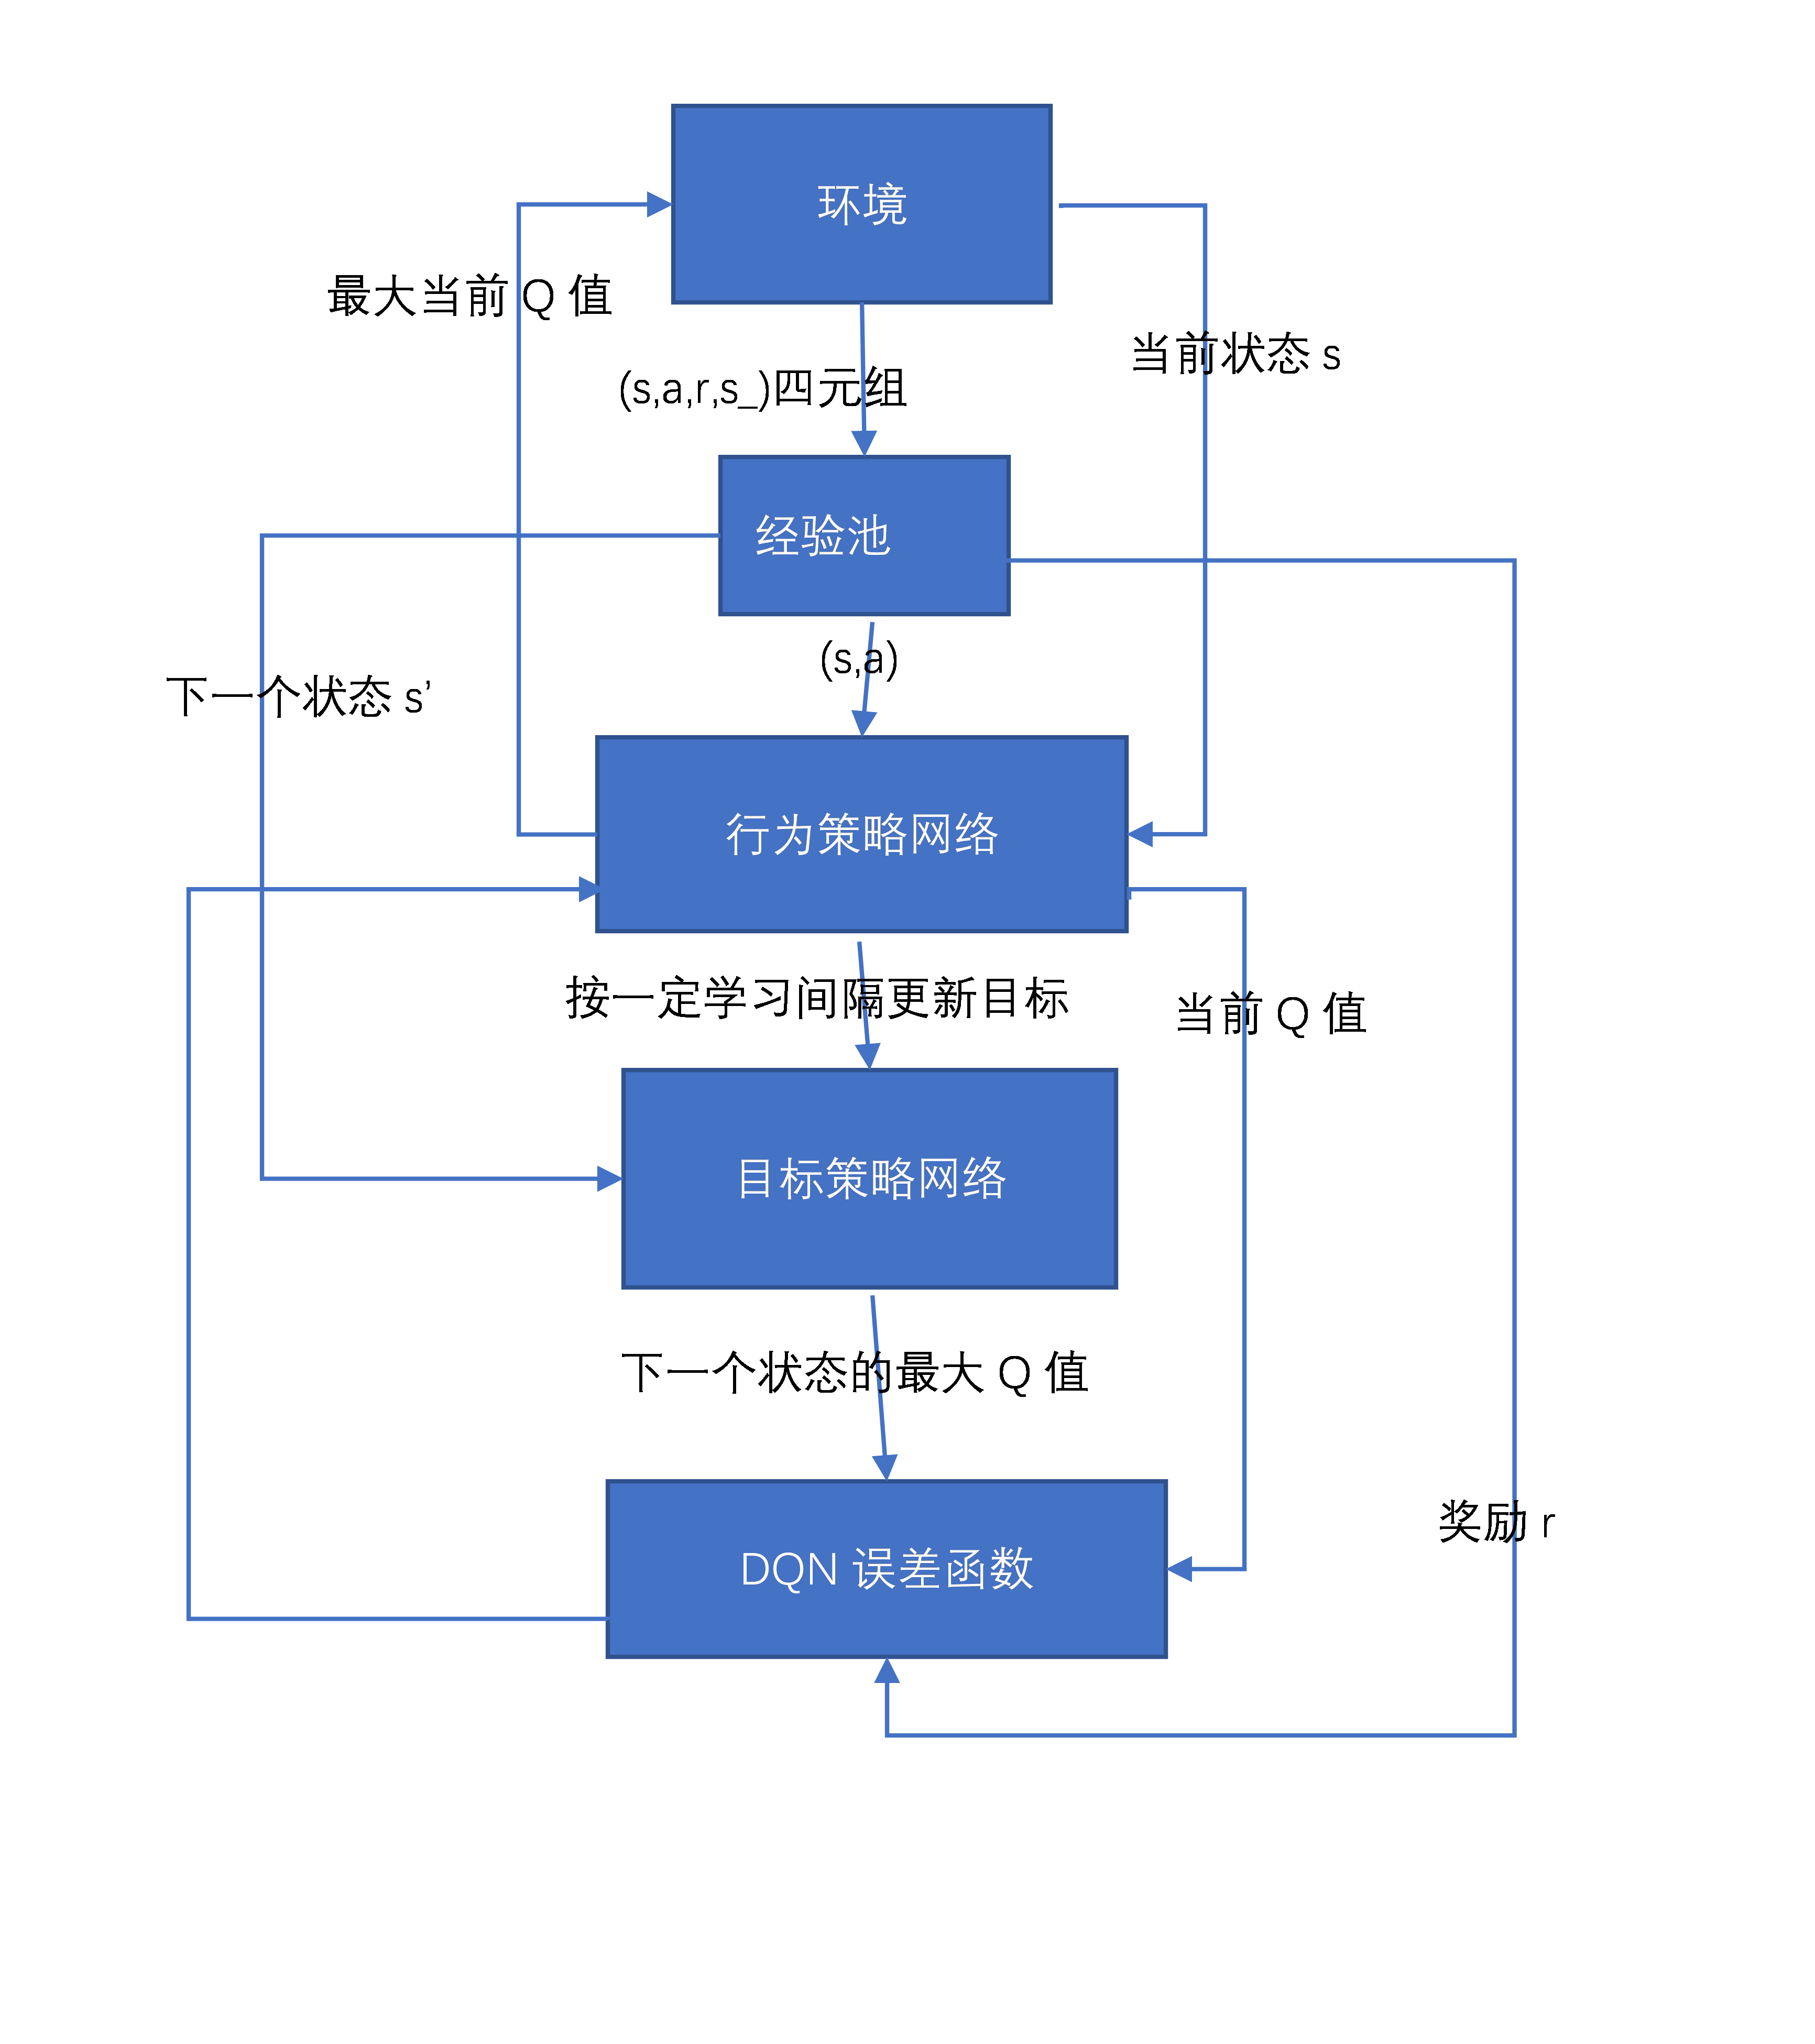 环境
最大当前 Q 值
当前状态 s
(s,a,r,s_)四元组
经验池
(s,a)
下一个状态 s’
行为策略网络
按一定学习间隔更新目标
当前 Q 值
目标策略网络
下一个状态的最大 Q 值
奖励 r
DQN 误差函数